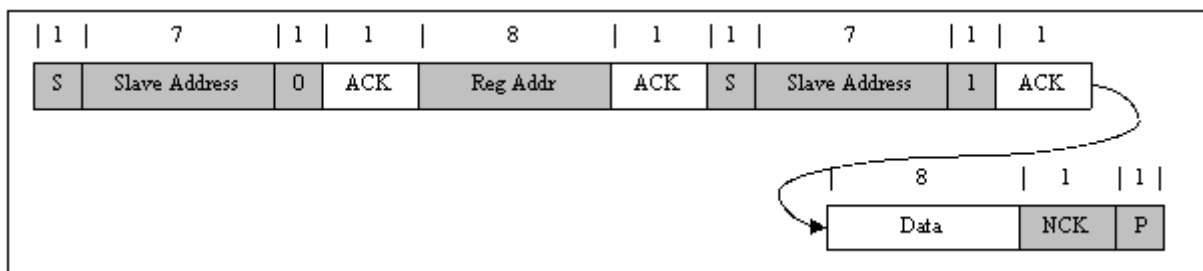 | 1 | 7 | 1 | 1 | 8 | 1 | 1 | 7 | 1 | 1
S Slave Address 0 ACK Reg Addr ACK S Slave Address 1 ACK
| 8 | 1 | 1 |
Data NCK P